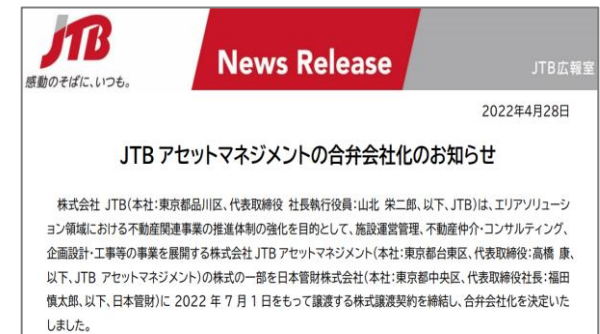 JTB
感動のそばに、いつも。
News Release
JTB広報室
2022年4月28日
JTB アセットマネジメントの合弁会社化のお知らせ
株式会社 JTB(本社:東京都品川区、代表取締役 社長執行役員:山北 栄二郎、以下、JTB)は、エリアソリューシ
ョン領域における不動産関連事業の推進体制の強化を目的として、施設運営管理、不動産仲介・コンサルティング、
企画設計・工事等の事業を展開する株式会社 JTB アセットマネジメント(本社:東京都台東区、代表取締役:高橋 康、
以下、JTB アセットマネジメント)の株式の一部を日本管財株式会社(本社:東京都中央区、代表取締役社長:福田
慎太郎、以下、日本管財)に 2022 年 7 月 1 日をもって譲渡する株式譲渡契約を締結し、合弁会社化を決定いた
しました。